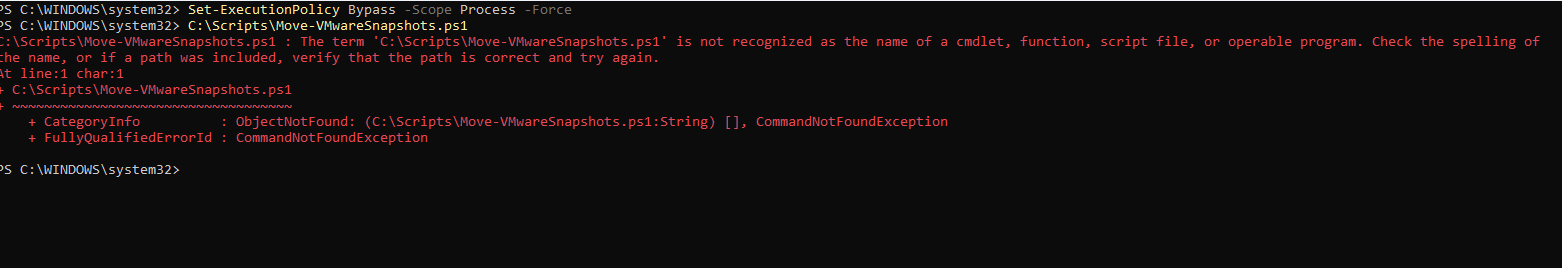 PS C:\WINDOWS\system32> Set-ExecutionPolicy Bypass -Scope Process -Force
PS C:\WINDOWS\system32> C:\Scripts\Move-VMwareSnapshots.ps1
C:\Scripts\Move-VMwareSnapshots.ps1 : The term 'C:\Scripts\Move-VMwareSnapshots.ps1' is not recognized as the name of a cmdlet, function, script file, or operable program. Check the spelling of
the name, or if a path was included, verify that the path is correct and try again.
At line:1 char:1
+ C:\Scripts\Move-VMwareSnapshots.ps1
+ ~~~~~~~~~~~~~~~~~~~~~~~~~~~~~~~~~~~
    + CategoryInfo          : ObjectNotFound: (C:\Scripts\Move-VMwareSnapshots.ps1:String) [], CommandNotFoundException
    + FullyQualifiedErrorId : CommandNotFoundException
PS C:\WINDOWS\system32>